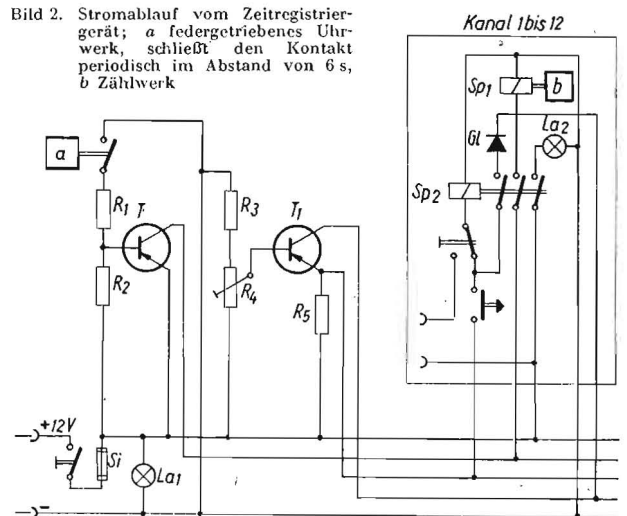 Bild 2. Stromablauf vom Zeitregistrier-
gerät; a federgetriebenes Uhr-
werk, schließt den Kontakt
periodisch im Abstand von 6 s,
b Zählwerk
Kanal 1 bis 12
Sp1
b
La2
Gl
a
Sp2
R1
T
R3
T1
R2
R4
R5
+12V
Si
La1
-